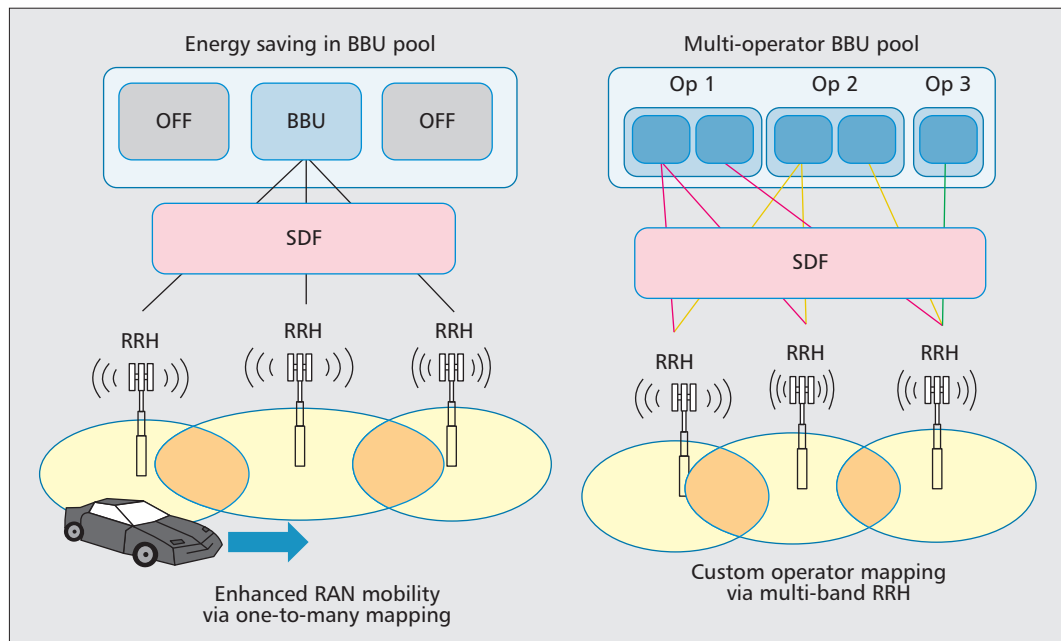 Energy saving in BBU pool
OFF
BBU
OFF
SDF
RRH
RRH
RRH
Enhanced RAN mobility
via one-to-many mapping
Multi-operator BBU pool
Op 1
Op 2
Op 3
SDF
RRH
RRH
RRH
Custom operator mapping
via multi-band RRH